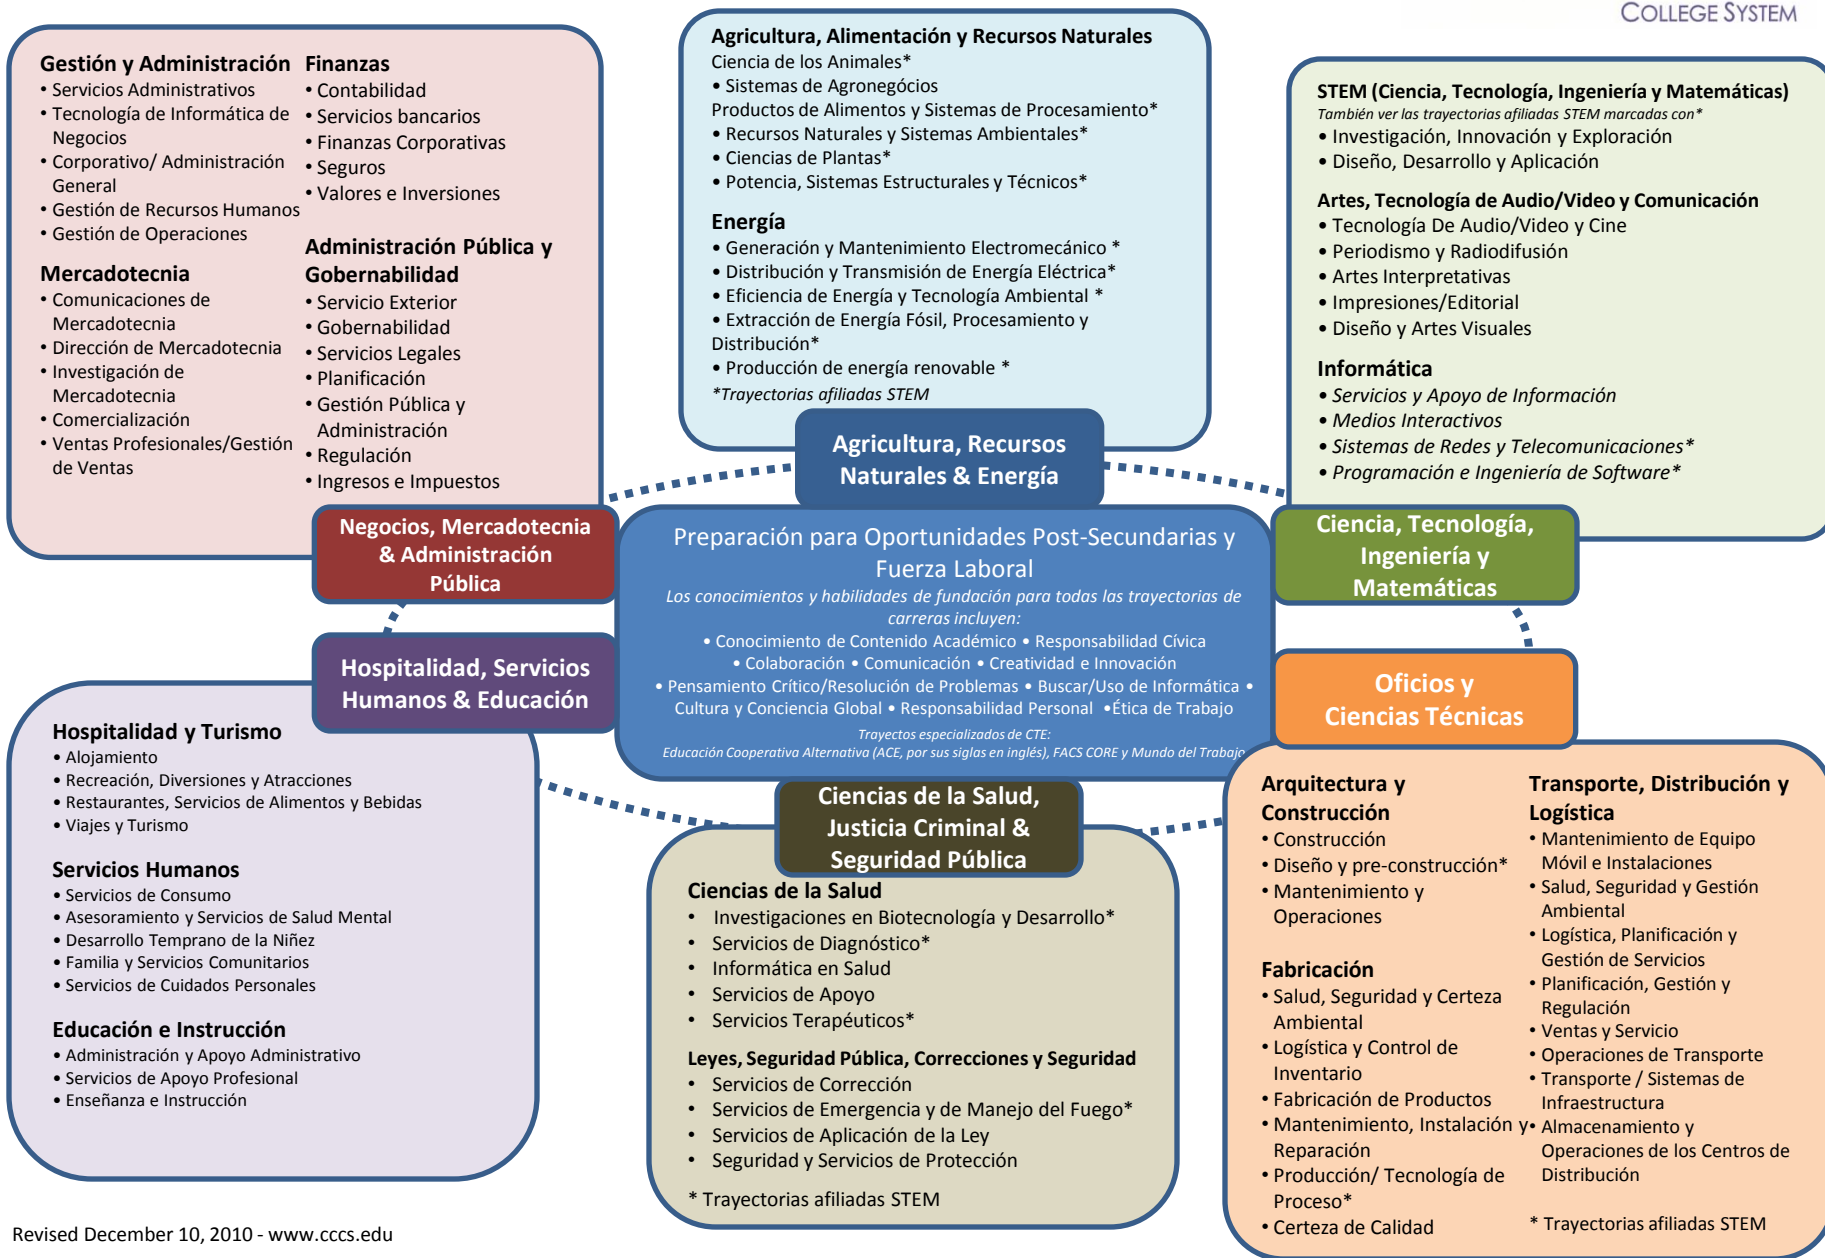 COLLEGE SYSTEM
Gestión y Administración
• Servicios Administrativos
• Tecnología de Informática de
Negocios
• Corporativo/ Administración
General
• Gestión de Recursos Humanos
• Gestión de Operaciones
Mercadotecnia
• Comunicaciones de
Mercadotecnia
• Dirección de Mercadotecnia
• Investigación de
Mercadotecnia
• Comercialización
• Ventas Profesionales/Gestión
de Ventas
Finanzas
• Contabilidad
• Servicios bancarios
• Finanzas Corporativas
• Seguros
• Valores e Inversiones
Administración Pública y
Gobernabilidad
• Servicio Exterior
• Gobernabilidad
• Servicios Legales
• Planificación
• Gestión Pública y
Administración
• Regulación
• Ingresos e Impuestos
Negocios, Mercadotecnia
& Administración
Pública
Agricultura, Alimentación y Recursos Naturales
Ciencia de los Animales*
• Sistemas de Agronegócios
Productos de Alimentos y Sistemas de Procesamiento*
• Recursos Naturales y Sistemas Ambientales*
• Ciencias de Plantas*
• Potencia, Sistemas Estructurales y Técnicos*
Energía
• Generación y Mantenimiento Electromecánico *
• Distribución y Transmisión de Energía Eléctrica*
• Eficiencia de Energía y Tecnología Ambiental *
• Extracción de Energía Fósil, Procesamiento y
Distribución*
• Producción de energía renovable *
*Trayectorias afiliadas STEM
Agricultura, Recursos
Naturales & Energía
STEM (Ciencia, Tecnología, Ingeniería y Matemáticas)
También ver las trayectorias afiliadas STEM marcadas con*
• Investigación, Innovación y Exploración
• Diseño, Desarrollo y Aplicación
Artes, Tecnología de Audio/Video y Comunicación
• Tecnología De Audio/Video y Cine
• Periodismo y Radiodifusión
• Artes Interpretativas
• Impresiones/Editorial
• Diseño y Artes Visuales
Informática
• Servicios y Apoyo de Información
• Medios Interactivos
• Sistemas de Redes y Telecomunicaciones*
• Programación e Ingeniería de Software*
Ciencia, Tecnología,
Ingeniería y
Matemáticas
Preparación para Oportunidades Post-Secundarias y
Fuerza Laboral
Los conocimientos y habilidades de fundación para todas las trayectorias de
carreras incluyen:
• Conocimiento de Contenido Académico • Responsabilidad Cívica
• Colaboración • Comunicación • Creatividad e Innovación
• Pensamiento Crítico/Resolución de Problemas • Buscar/Uso de Informática •
Cultura y Conciencia Global • Responsabilidad Personal •Ética de Trabajo
Trayectos especializados de CTE:
Educación Cooperativa Alternativa (ACE, por sus siglas en inglés), FACS CORE y Mundo del Trabajo
Hospitalidad, Servicios
Humanos & Educación
Hospitalidad y Turismo
• Alojamiento
• Recreación, Diversiones y Atracciones
• Restaurantes, Servicios de Alimentos y Bebidas
• Viajes y Turismo
Servicios Humanos
• Servicios de Consumo
• Asesoramiento y Servicios de Salud Mental
• Desarrollo Temprano de la Niñez
• Familia y Servicios Comunitarios
• Servicios de Cuidados Personales
Educación e Instrucción
• Administración y Apoyo Administrativo
• Servicios de Apoyo Profesional
• Enseñanza e Instrucción
Ciencias de la Salud,
Justicia Criminal &
Seguridad Pública
Ciencias de la Salud
• Investigaciones en Biotecnología y Desarrollo*
• Servicios de Diagnóstico*
• Informática en Salud
• Servicios de Apoyo
• Servicios Terapéuticos*
Leyes, Seguridad Pública, Correcciones y Seguridad
• Servicios de Corrección
• Servicios de Emergencia y de Manejo del Fuego*
• Servicios de Aplicación de la Ley
• Seguridad y Servicios de Protección
* Trayectorias afiliadas STEM
Oficios y
Ciencias Técnicas
Arquitectura y
Construcción
• Construcción
• Diseño y pre-construcción*
• Mantenimiento y
Operaciones
Fabricación
• Salud, Seguridad y Certeza
Ambiental
• Logística y Control de
Inventario
• Fabricación de Productos
• Mantenimiento, Instalación y
Reparación
• Producción/ Tecnología de
Proceso*
• Certeza de Calidad
Transporte, Distribución y
Logística
• Mantenimiento de Equipo
Móvil e Instalaciones
• Salud, Seguridad y Gestión
Ambiental
• Logística, Planificación y
Gestión de Servicios
• Planificación, Gestión y
Regulación
• Ventas y Servicio
• Operaciones de Transporte
• Transporte / Sistemas de
Infraestructura
• Almacenamiento y
Operaciones de los Centros de
Distribución
* Trayectorias afiliadas STEM
Revised December 10, 2010 - www.cccs.edu